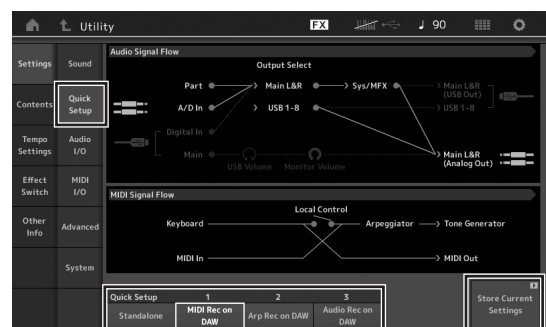 Utility
FX
♩ 90
Settings
Sound
Contents
Quick
Setup
Tempo
Settings
Audio
I/O
Effect
Switch
MIDI
I/O
Other
Info
Advanced
System
Audio Signal Flow
Output Select
Part
Main L&R
Sys/MFX
Main L&R
(USB Out)
A/D In
USB 1-8
USB 1-8
Digital In
Main
USB Volume
Monitor Volume
Main L&R
(Analog Out)
MIDI Signal Flow
Local Control
Keyboard
Arpeggiator
Tone Generator
MIDI In
MIDI Out
Quick Setup
1
2
3
Standalone
MIDI Rec on
DAW
Arp Rec on DAW
Audio Rec on
DAW
Store Current
Settings